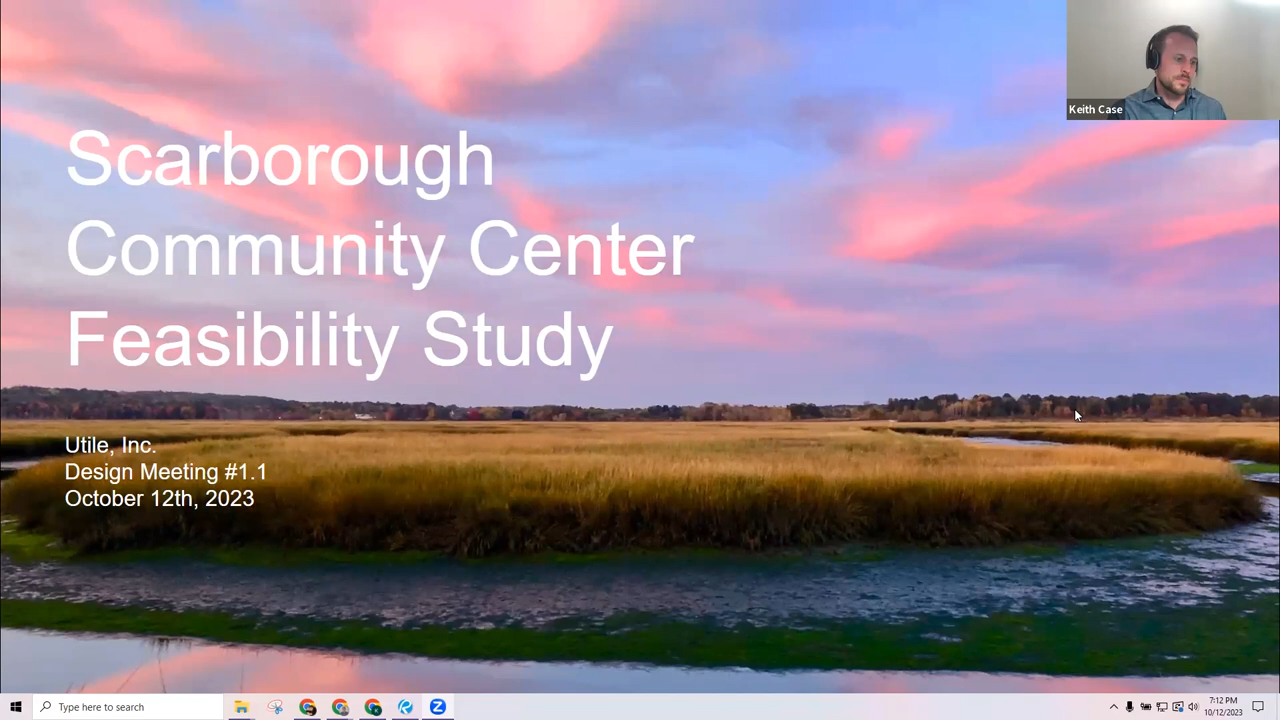 Keith Case
Scarborough
Community Center
Feasibility Study
Utile, Inc.
Design Meeting #1.1
October 12th, 2023
Type here to search
7:12 PM
10/12/2023